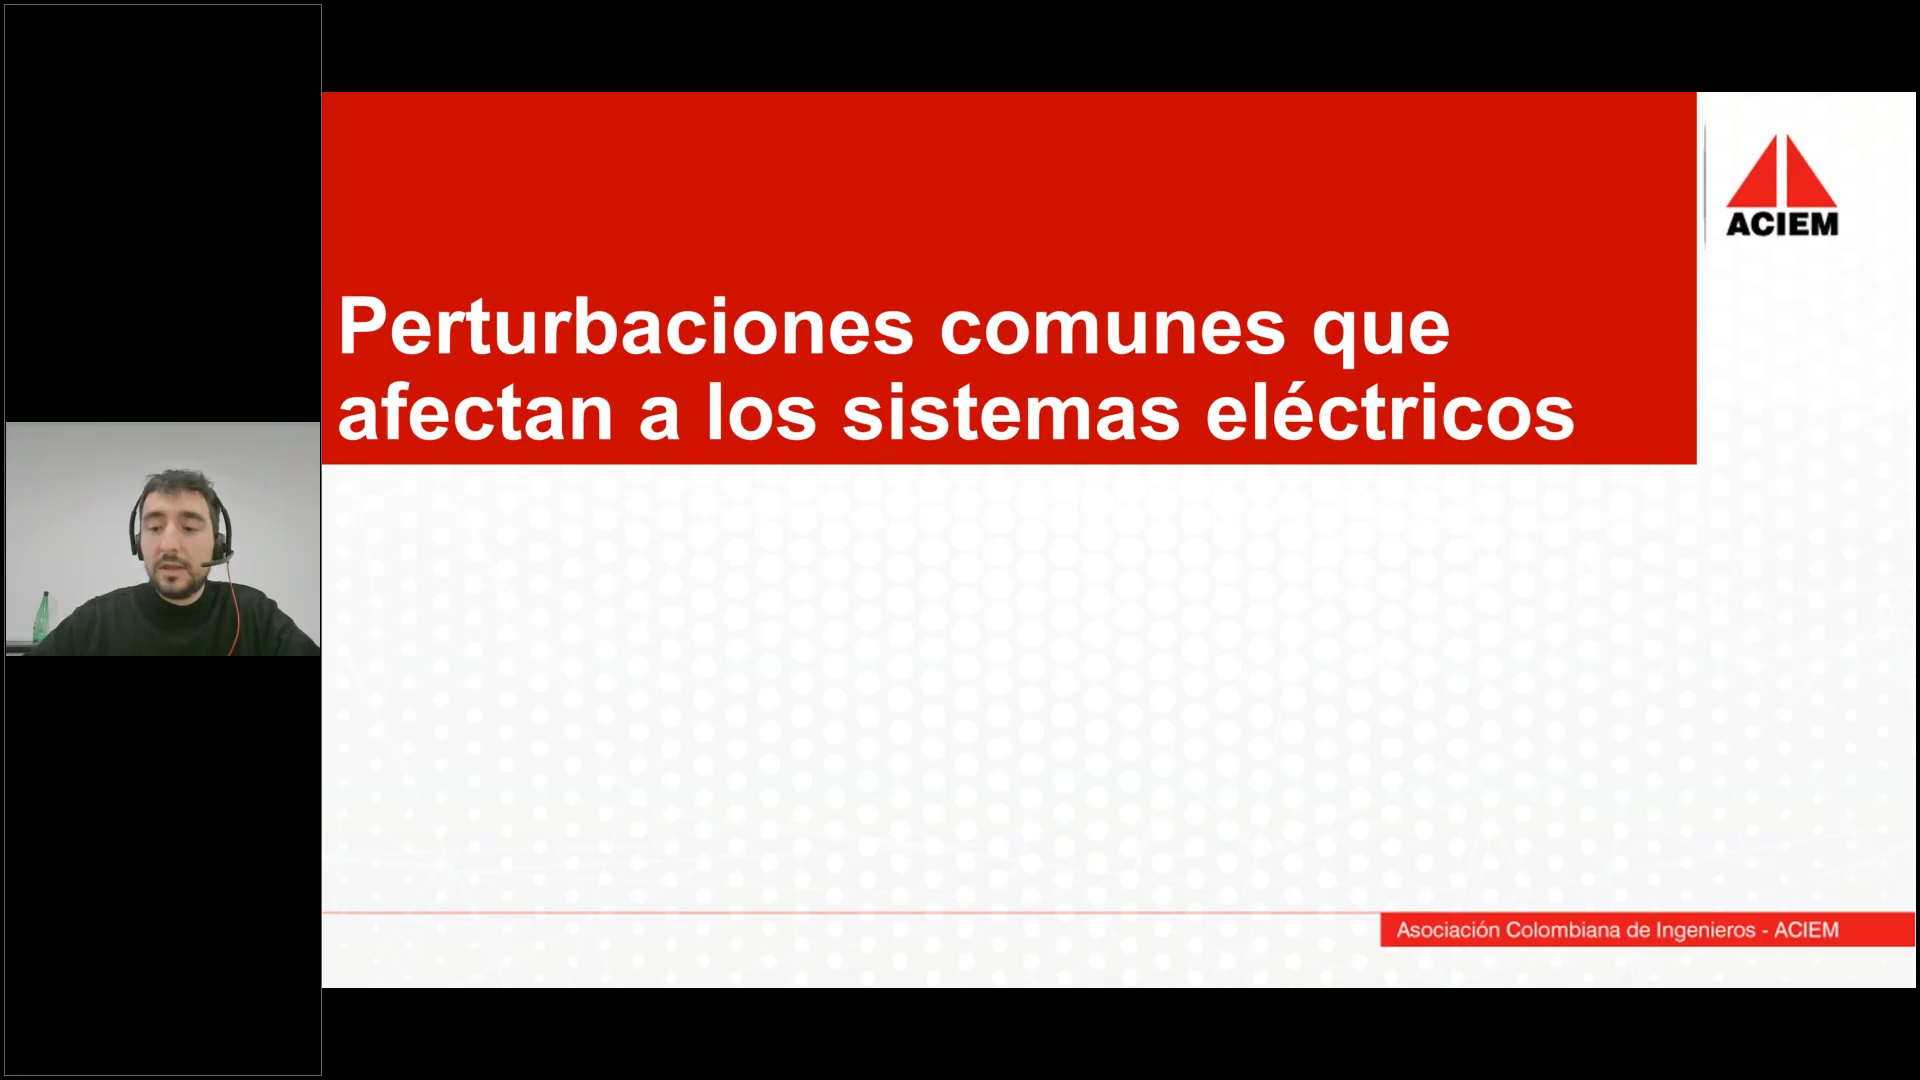 ACIEM
Perturbaciones comunes que
afectan a los sistemas eléctricos
Asociación Colombiana de Ingenieros - ACIEM